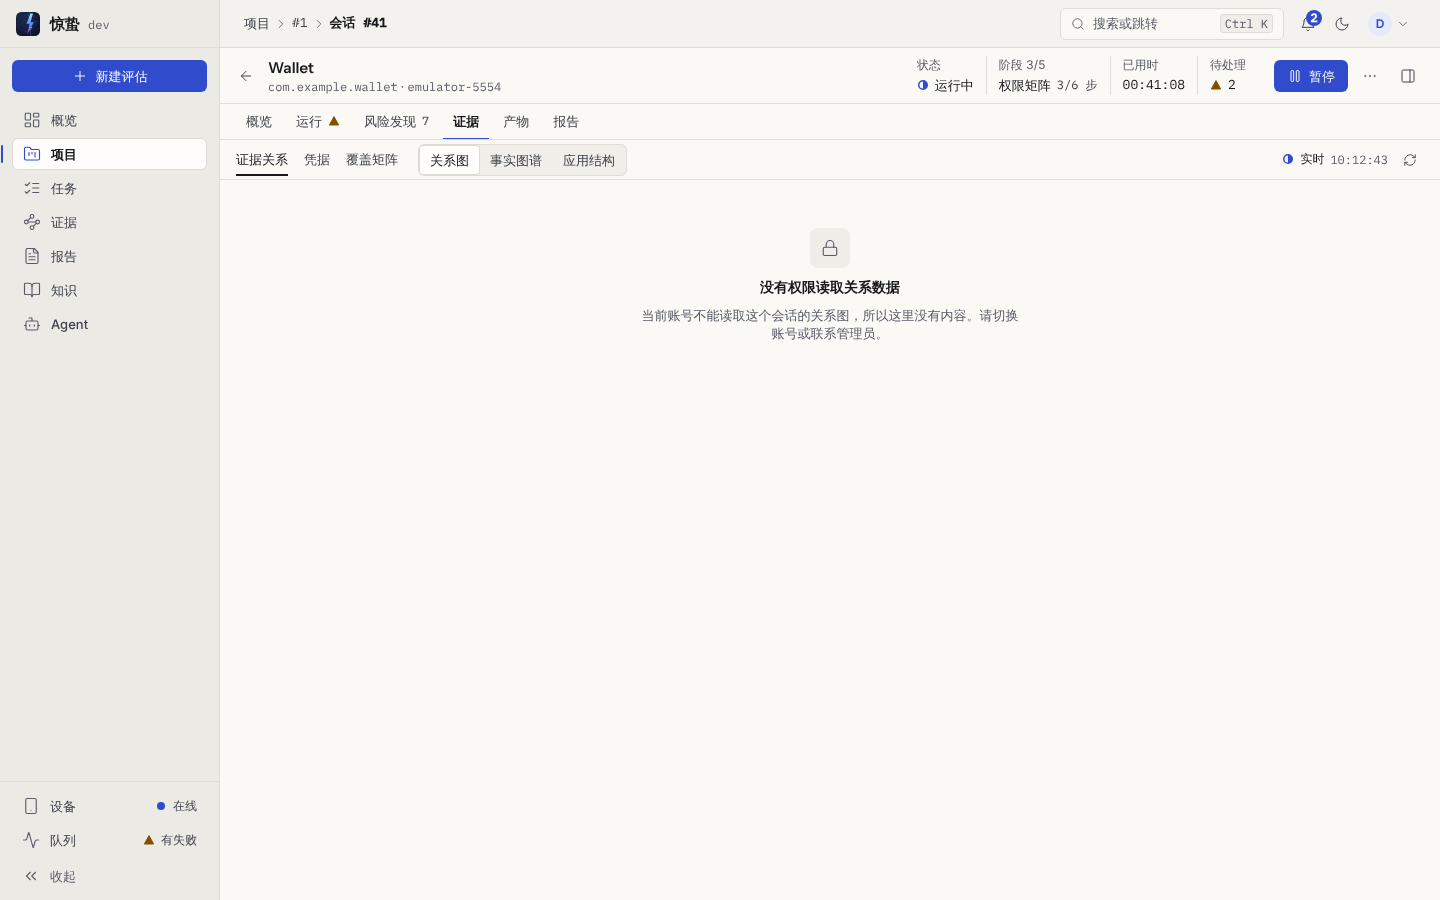 惊蛰 dev
新建评估
概览
项目
任务
证据
报告
知识
Agent
设备 在线
队列 有失败
收起
项目 > #1 > 会话 #41
搜索或跳转 Ctrl K
2
D
Wallet
com.example.wallet · emulator-5554
状态
运行中
阶段 3/5
权限矩阵 3/6 步
已用时
00:41:08
待处理
2
暂停
概览 运行 风险发现 7 证据 产物 报告
证据关系 凭据 覆盖矩阵 关系图 事实图谱 应用结构
实时 10:12:43
没有权限读取关系数据
当前账号不能读取这个会话的关系图，所以这里没有内容。请切换
账号或联系管理员。